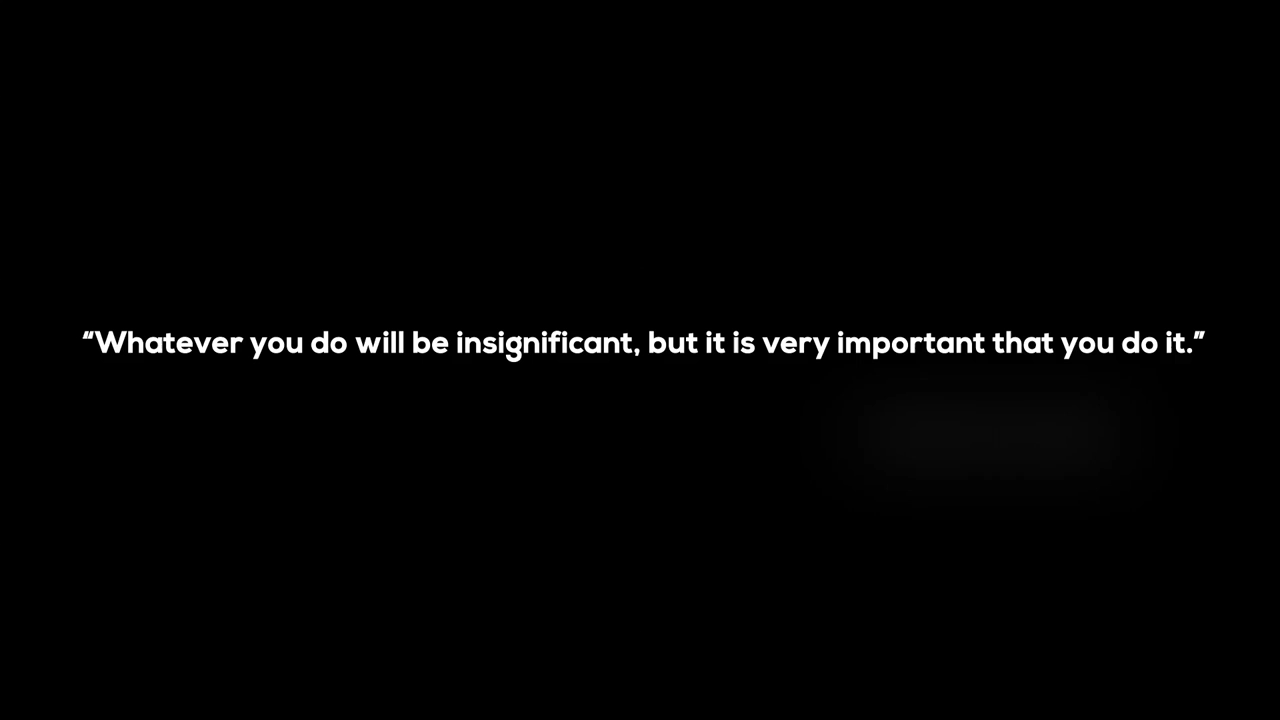 “Whatever you do will be insignificant, but it is very important that you do it.”